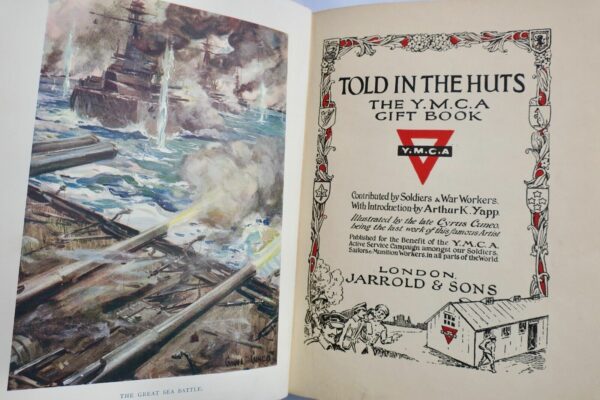 THE GREAT SEA BATTLE.
TOLD IN THE HUTS
THE Y.M.C.A
GIFT BOOK
Y.M.C.A
Contributed by Soldiers & War Workers.
With Introduction by Arthur K. Yapp.
Illustrated by the late Cyrus Cuneo,
being the last work of this famous Artist
Published for the Benefit of the Y.M.C.A.
Active Service Campaign amongst our Soldiers,
Sailors & Munition Workers, in all parts of the World
LONDON,
JARROLD & SONS